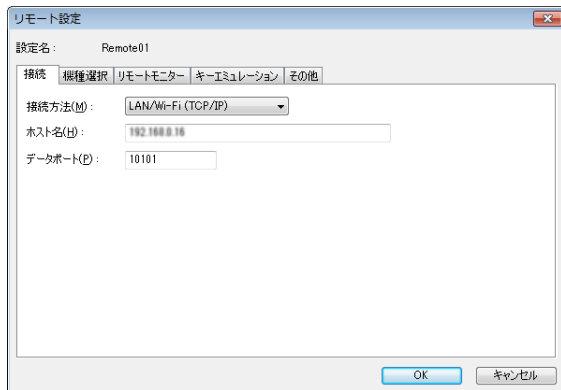 リモート設定
設定名: Remote01
接続 機種選択 リモートモニター キーエミュレーション その他
接続方法(M): LAN/Wi-Fi (TCP/IP)
ホスト名(H): 192.168.0.16
データポート(P): 10101
OK キャンセル